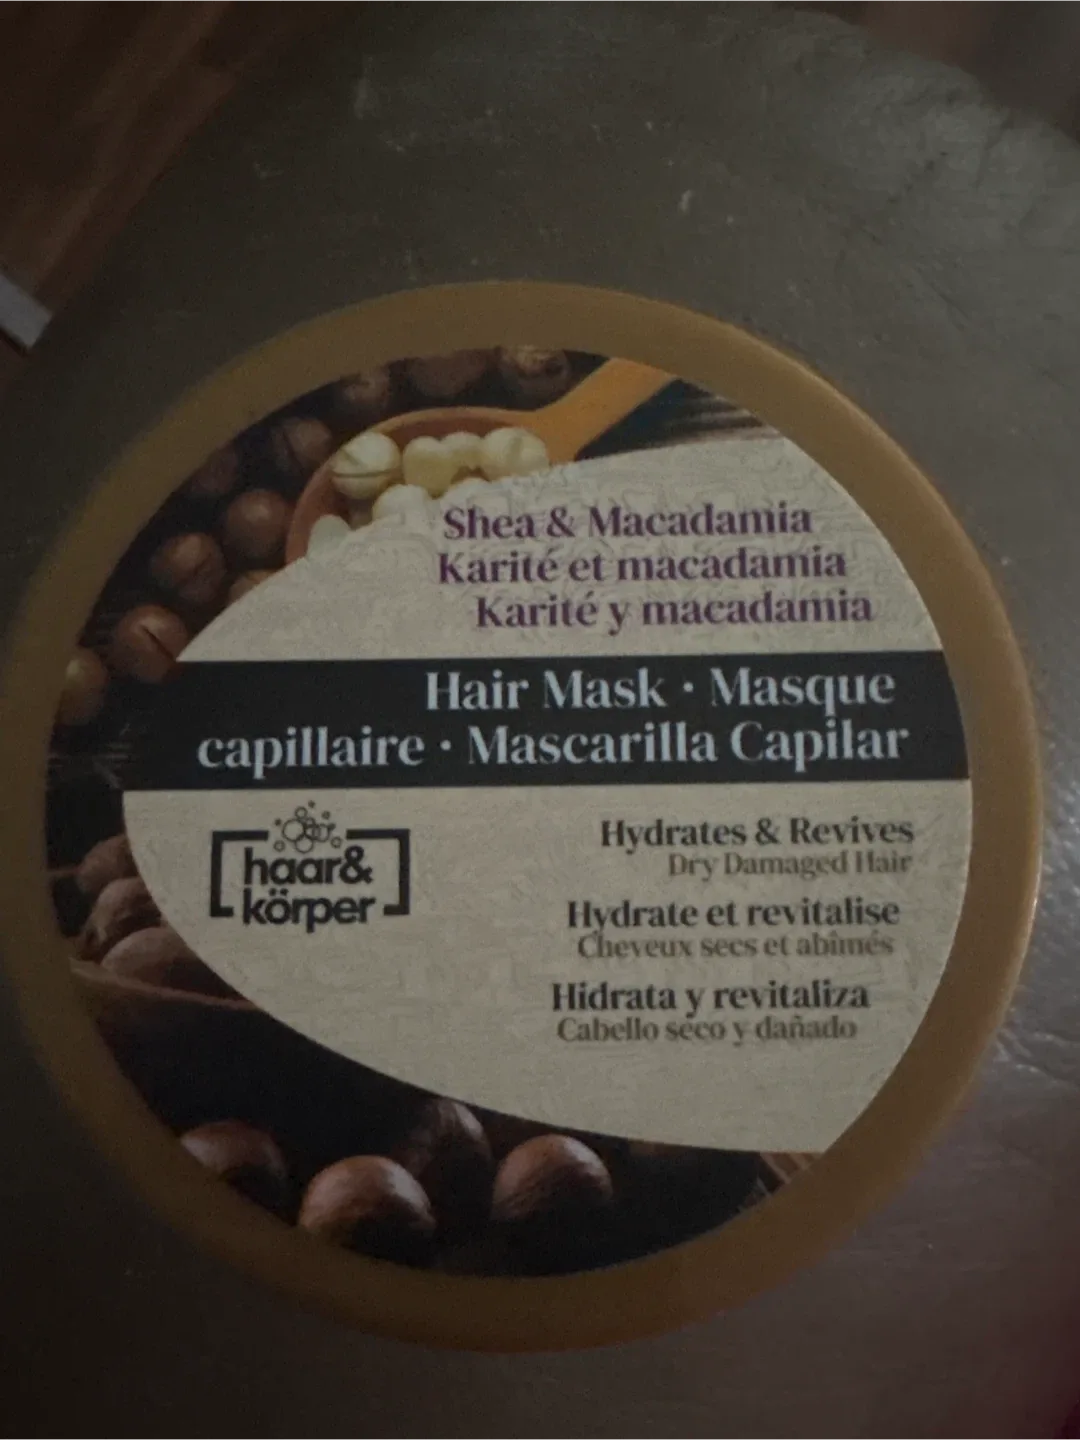 Shea & Macadamia
Karité et macadamia
Karité y macadamia
Hair Mask · Masque
capillaire · Mascarilla Capilar
haar&
körper
Hydrates & Revives
Dry Damaged Hair
Hydrate et revitalise
Cheveux secs et abîmés
Hidrata y revitaliza
Cabello seco y dañado